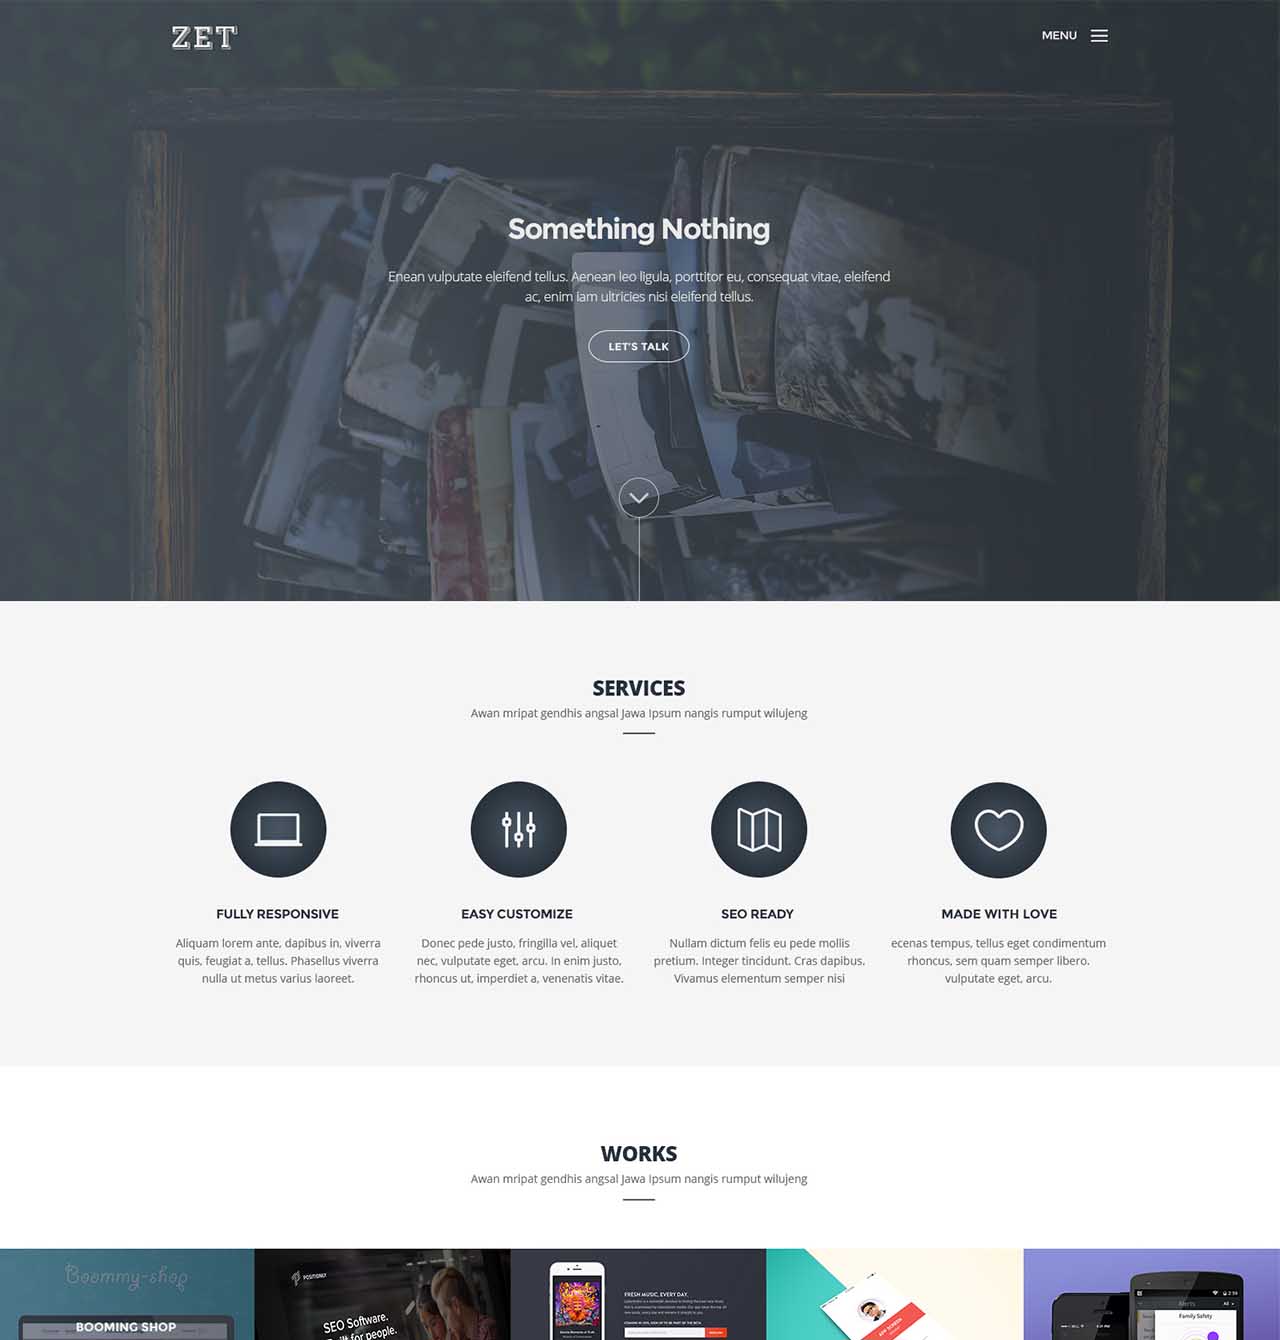 ZET
MENU
Something Nothing
Enean vulputate eleifend tellus. Aenean leo ligula, porttitor eu, consequat vitae, eleifend
ac, enim iam ultricies nisi eleifend tellus.
LET'S TALK
SERVICES
Awan mripat gendhis angsal Jawa Ipsum nangis rumput wilujeng
FULLY RESPONSIVE
Aliquam lorem ante, dapibus in, viverra
quis, feugiat a, tellus. Phasellus viverra
nulla ut metus varius laoreet.
EASY CUSTOMIZE
Donec pede justo, fringilla vel, aliquet
nec, vulputate eget, arcu. In enim justo,
rhoncus ut, imperdiet a, venenatis vitae.
SEO READY
Nullam dictum felis eu pede mollis
pretium. Integer tincidunt. Cras dapibus.
Vivamus elementum semper nisi
MADE WITH LOVE
ecenas tempus, tellus eget condimentum
rhoncus, sem quam semper libero.
vulputate eget, arcu.
WORKS
Awan mripat gendhis angsal Jawa Ipsum nangis rumput wilujeng
Boommy-shop
BOOMING SHOP
POSITIONLY
SEO Software.
for people.
FRESH MUSIC, EVERY DAY.
Alerts
All
Family Safety